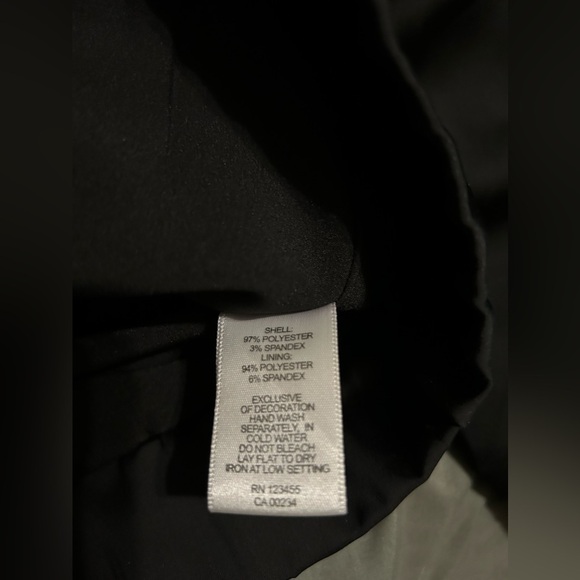 SHELL:
97% POLYESTER
3% SPANDEX
LINING:
94% POLYESTER
6% SPANDEX
EXCLUSIVE
OF DECORATION
HAND WASH
SEPARATELY, IN
COLD WATER
DO NOT BLEACH
LAY FLAT TO DRY
IRON AT LOW SETTING
RN 123455
CA 00234